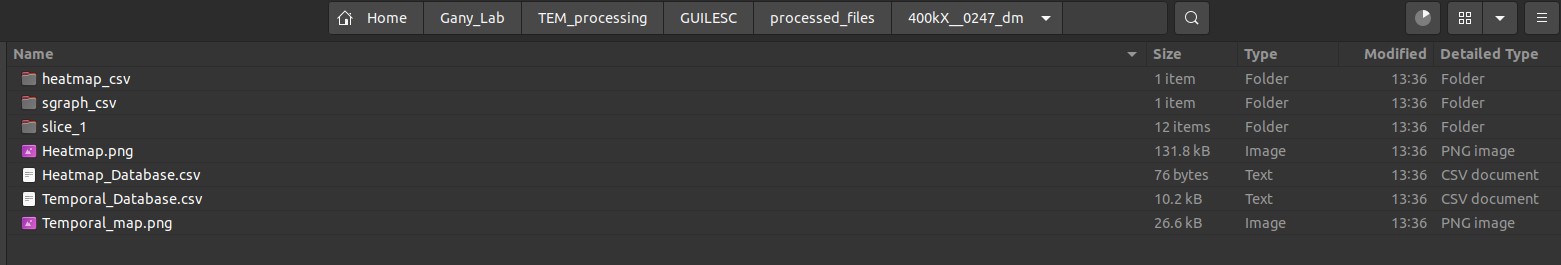 Home Gany_Lab TEM_processing GUILESC processed_files 400kX__0247_dm
Name Size Type Modified Detailed Type
heatmap_csv 1 item Folder 13:36 Folder
sgraph_csv 1 item Folder 13:36 Folder
slice_1 12 items Folder 13:36 Folder
Heatmap.png 131.8 kB Image 13:36 PNG image
Heatmap_Database.csv 76 bytes Text 13:36 CSV document
Temporal_Database.csv 10.2 kB Text 13:36 CSV document
Temporal_map.png 26.6 kB Image 13:36 PNG image